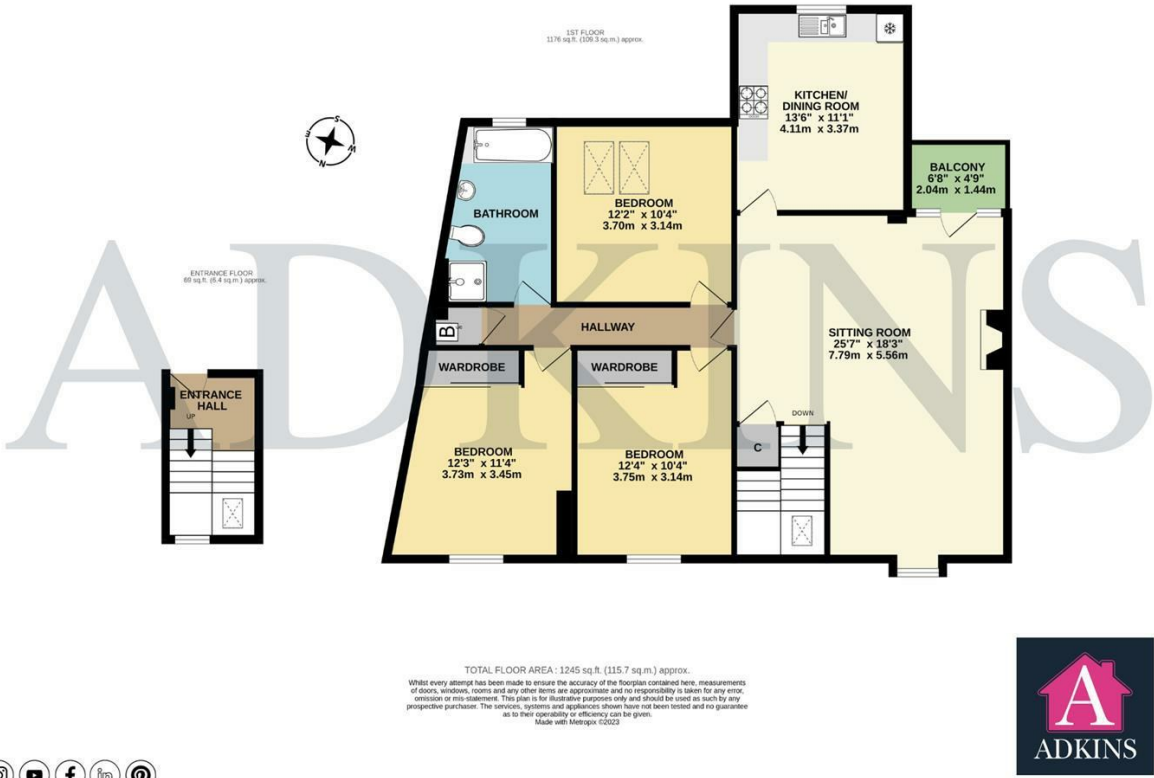 1ST FLOOR
1176 sq.ft. (109.3 sq.m.) approx.
KITCHEN/
DINING ROOM
13'6" x 11'1"
4.11m x 3.37m
BALCONY
6'8" x 4'9"
2.04m x 1.44m
S
E
W
N
BEDROOM
12'2" x 10'4"
3.70m x 3.14m
BATHROOM
ADKINS
ENTRANCE FLOOR
69 sq.ft. (6.4 sq.m.) approx.
B
HALLWAY
SITTING ROOM
25'7" x 18'3"
7.79m x 5.56m
WARDROBE
WARDROBE
ENTRANCE
HALL
UP
DOWN
C
BEDROOM
12'3" x 11'4"
3.73m x 3.45m
BEDROOM
12'4" x 10'4"
3.75m x 3.14m
TOTAL FLOOR AREA : 1245 sq.ft. (115.7 sq.m.) approx.
Whilst every attempt has been made to ensure the accuracy of the floorplan contained here, measurements
of doors, windows, rooms and any other items are approximate and no responsibility is taken for any error,
omission or mis-statement. This plan is for illustrative purposes only and should be used as such by any
prospective purchaser. The services, systems and appliances shown have not been tested and no guarantee
as to their operability or efficiency can be given.
Made with Metropix ©2023
A
ADKINS
f
in